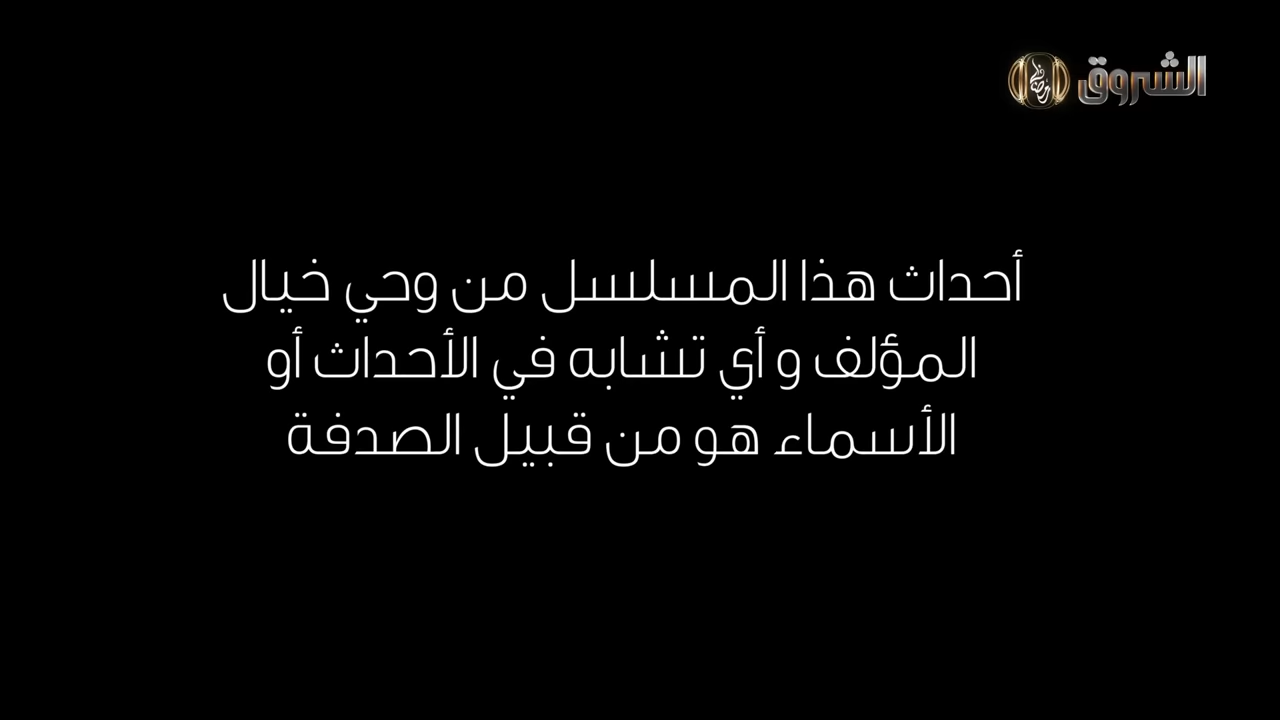 الشروق
أحداث هذا المسلسل من وحي خيال
المؤلف و أي تشابه في الأحداث أو
الأسماء هو من قبيل الصدفة